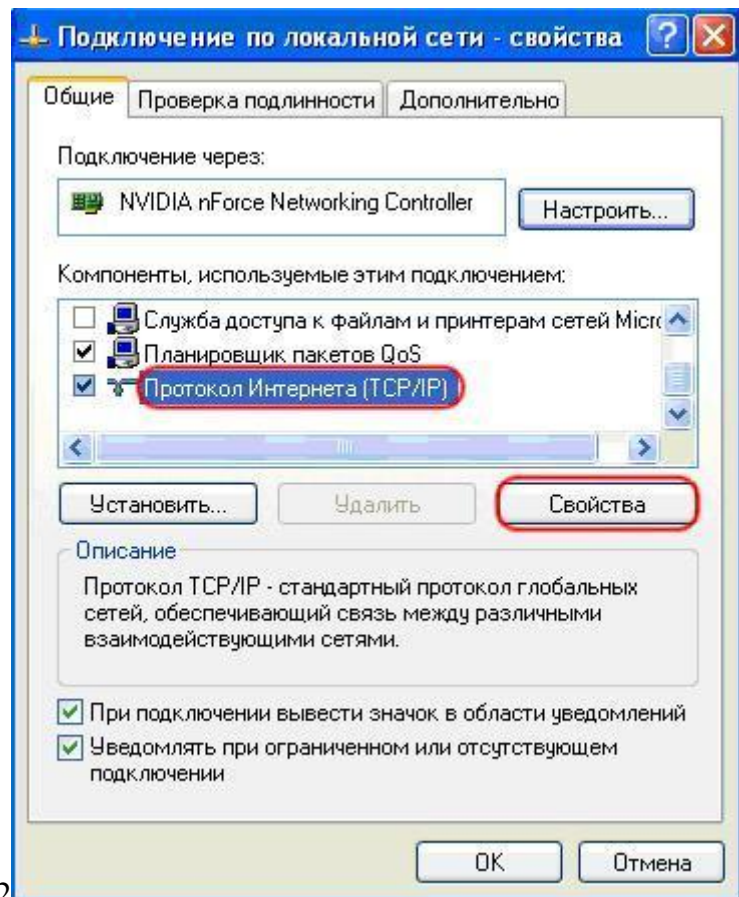 Подключение по локальной сети - свойства
Общие
Проверка подлинности
Дополнительно
Подключение через:
NVIDIA nForce Networking Controller
Настроить...
Компоненты, используемые этим подключением:
Служба доступа к файлам и принтерам сетей Micro
Планировщик пакетов QoS
Протокол Интернета (TCP/IP)
Установить...
Удалить
Свойства
Описание
Протокол TCP/IP - стандартный протокол глобальных
сетей, обеспечивающий связь между различными
взаимодействующими сетями.
При подключении вывести значок в области уведомлений
Уведомлять при ограниченном или отсутствующем
подключении
OK
Отмена
2